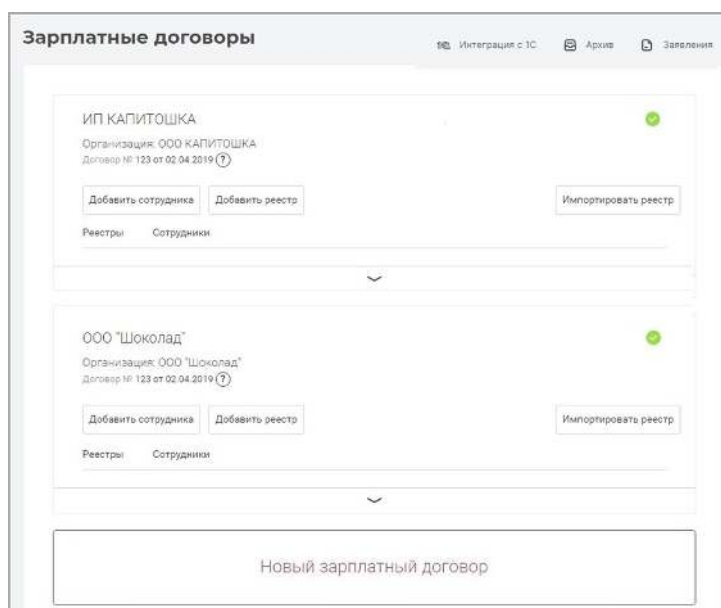 Зарплатные договоры
Интеграция с 1С Архив Заявления
ИП КАПИТОШКА
Организация: ООО КАПИТОШКА
Договор № 123 от 02.04.2019 ?
Добавить сотрудника Добавить реестр Импортировать реестр
Реестры Сотрудники
ООО "Шоколад"
Организация: ООО "Шоколад"
Договор № 123 от 02.04.2019 ?
Добавить сотрудника Добавить реестр Импортировать реестр
Реестры Сотрудники
Новый зарплатный договор